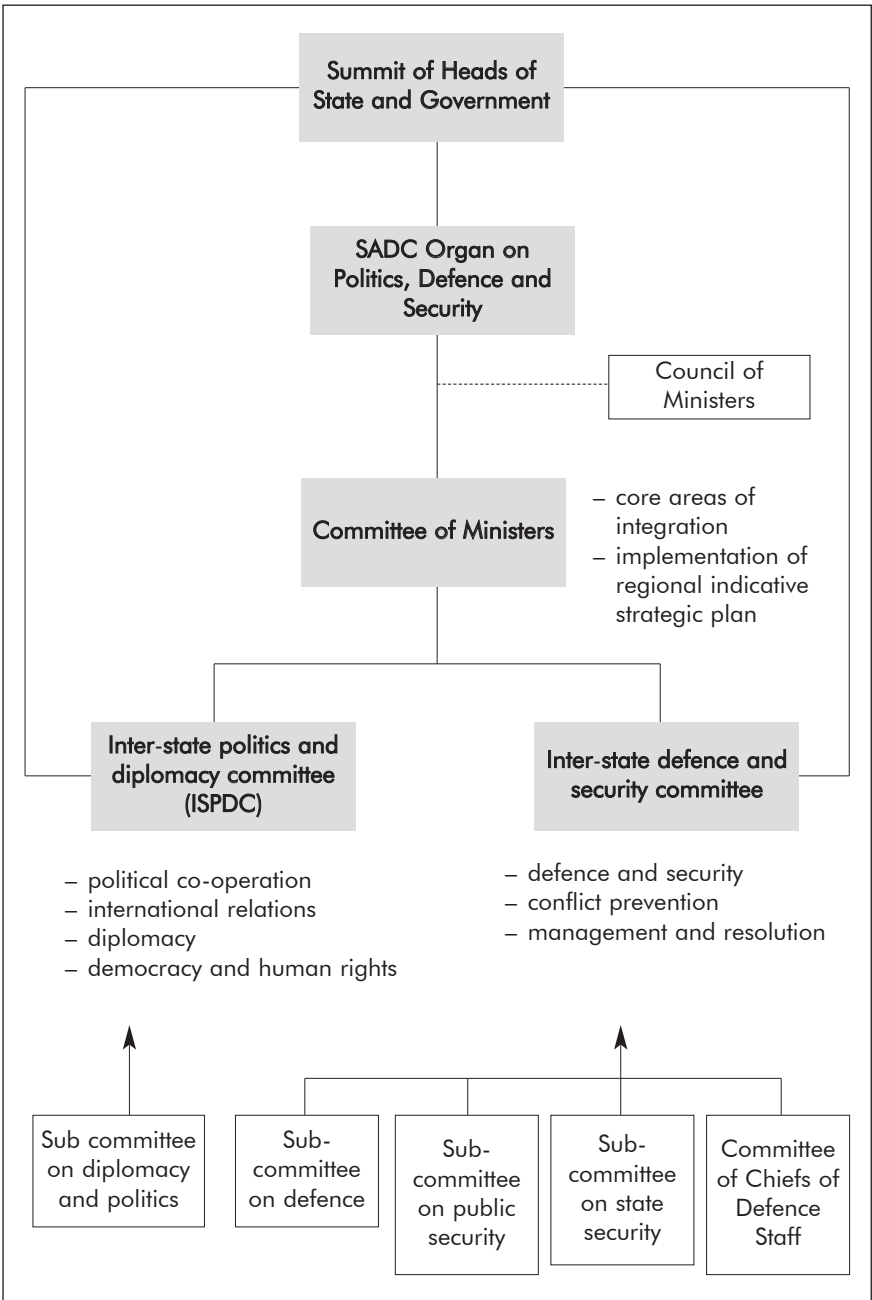 Summit of Heads of
State and Government
SADC Organ on
Politics, Defence and
Security
Council of
Ministers
Committee of Ministers
– core areas of
integration
– implementation of
regional indicative
strategic plan
Inter-state politics and
diplomacy committee
(ISPDC)
Inter-state defence and
security committee
– political co-operation
– international relations
– diplomacy
– democracy and human rights
– defence and security
– conflict prevention
– management and resolution
Sub committee
on diplomacy
and politics
Sub-
committee
on defence
Sub-
committee
on public
security
Sub-
committee
on state
security
Committee
of Chiefs of
Defence
Staff